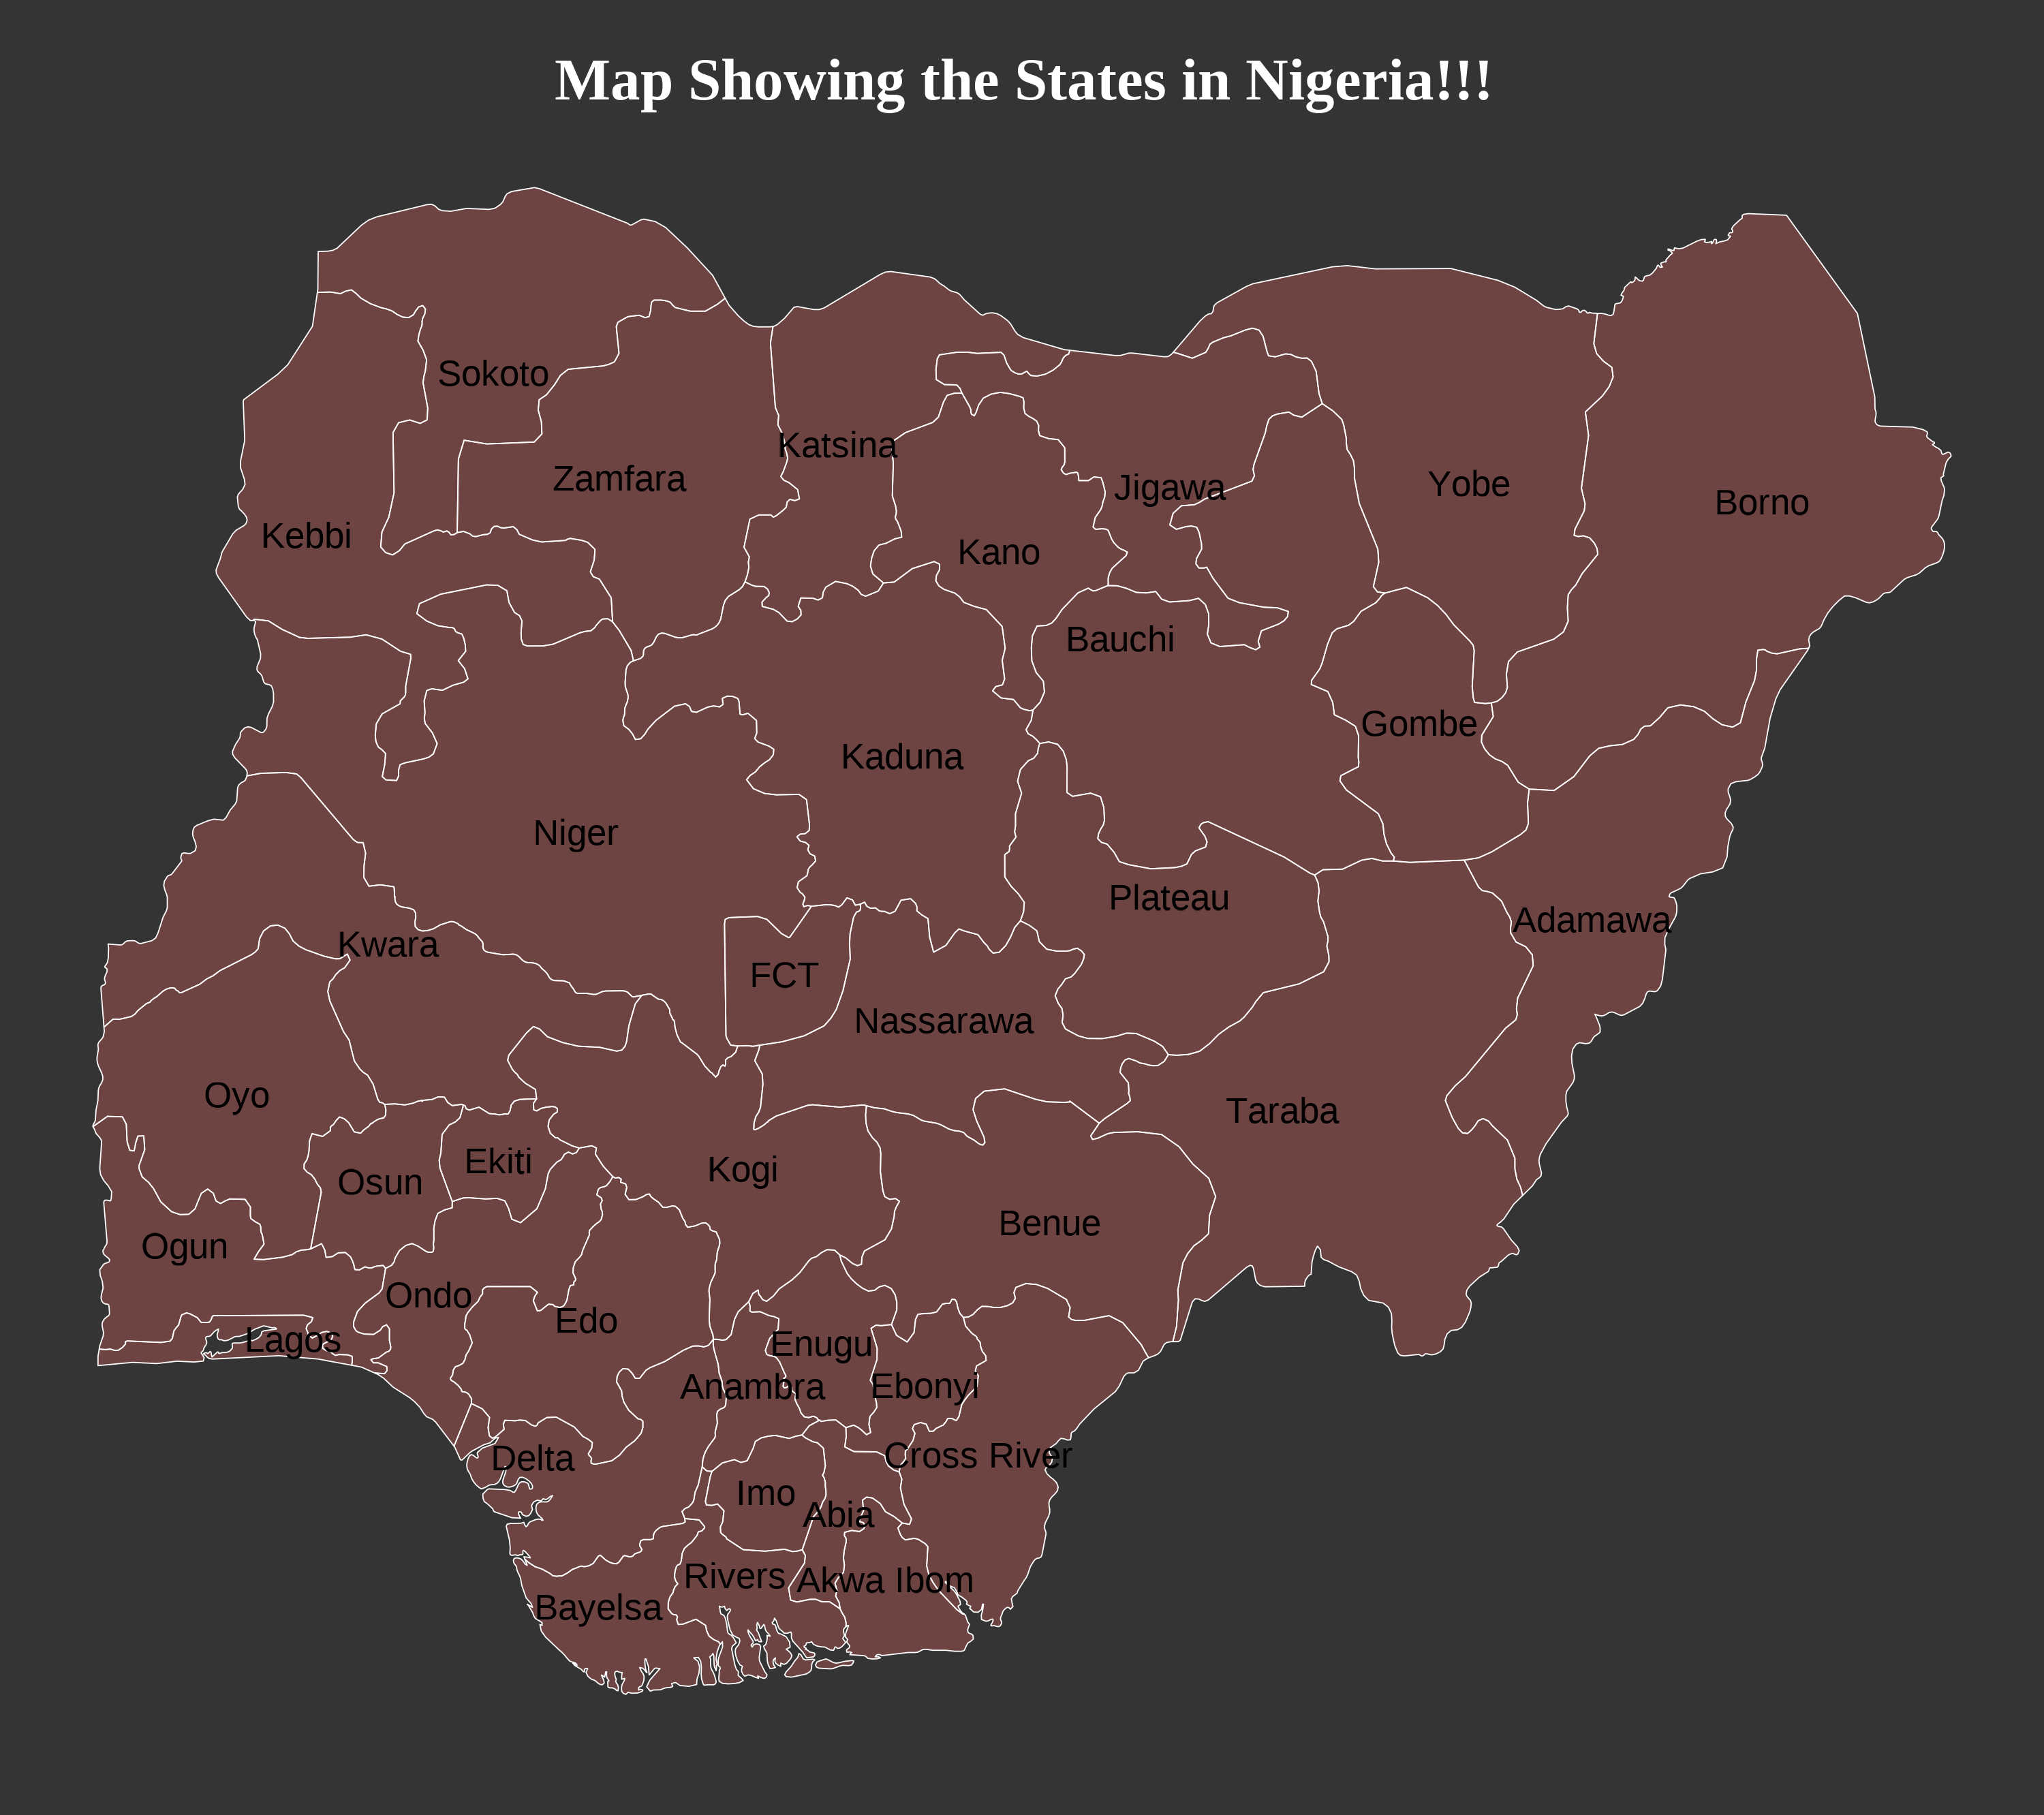 Map Showing the States in Nigeria!!!
Sokoto
Katsina
Zamfara
Jigawa
Yobe
Borno
Kebbi
Kano
Bauchi
Gombe
Kaduna
Niger
Plateau
Adamawa
Kwara
FCT
Nassarawa
Oyo
Taraba
Ekiti
Kogi
Osun
Benue
Ogun
Ondo
Edo
Lagos
Enugu
Anambra
Ebonyi
Delta
Cross River
Imo
Abia
Rivers
Akwa Ibom
Bayelsa